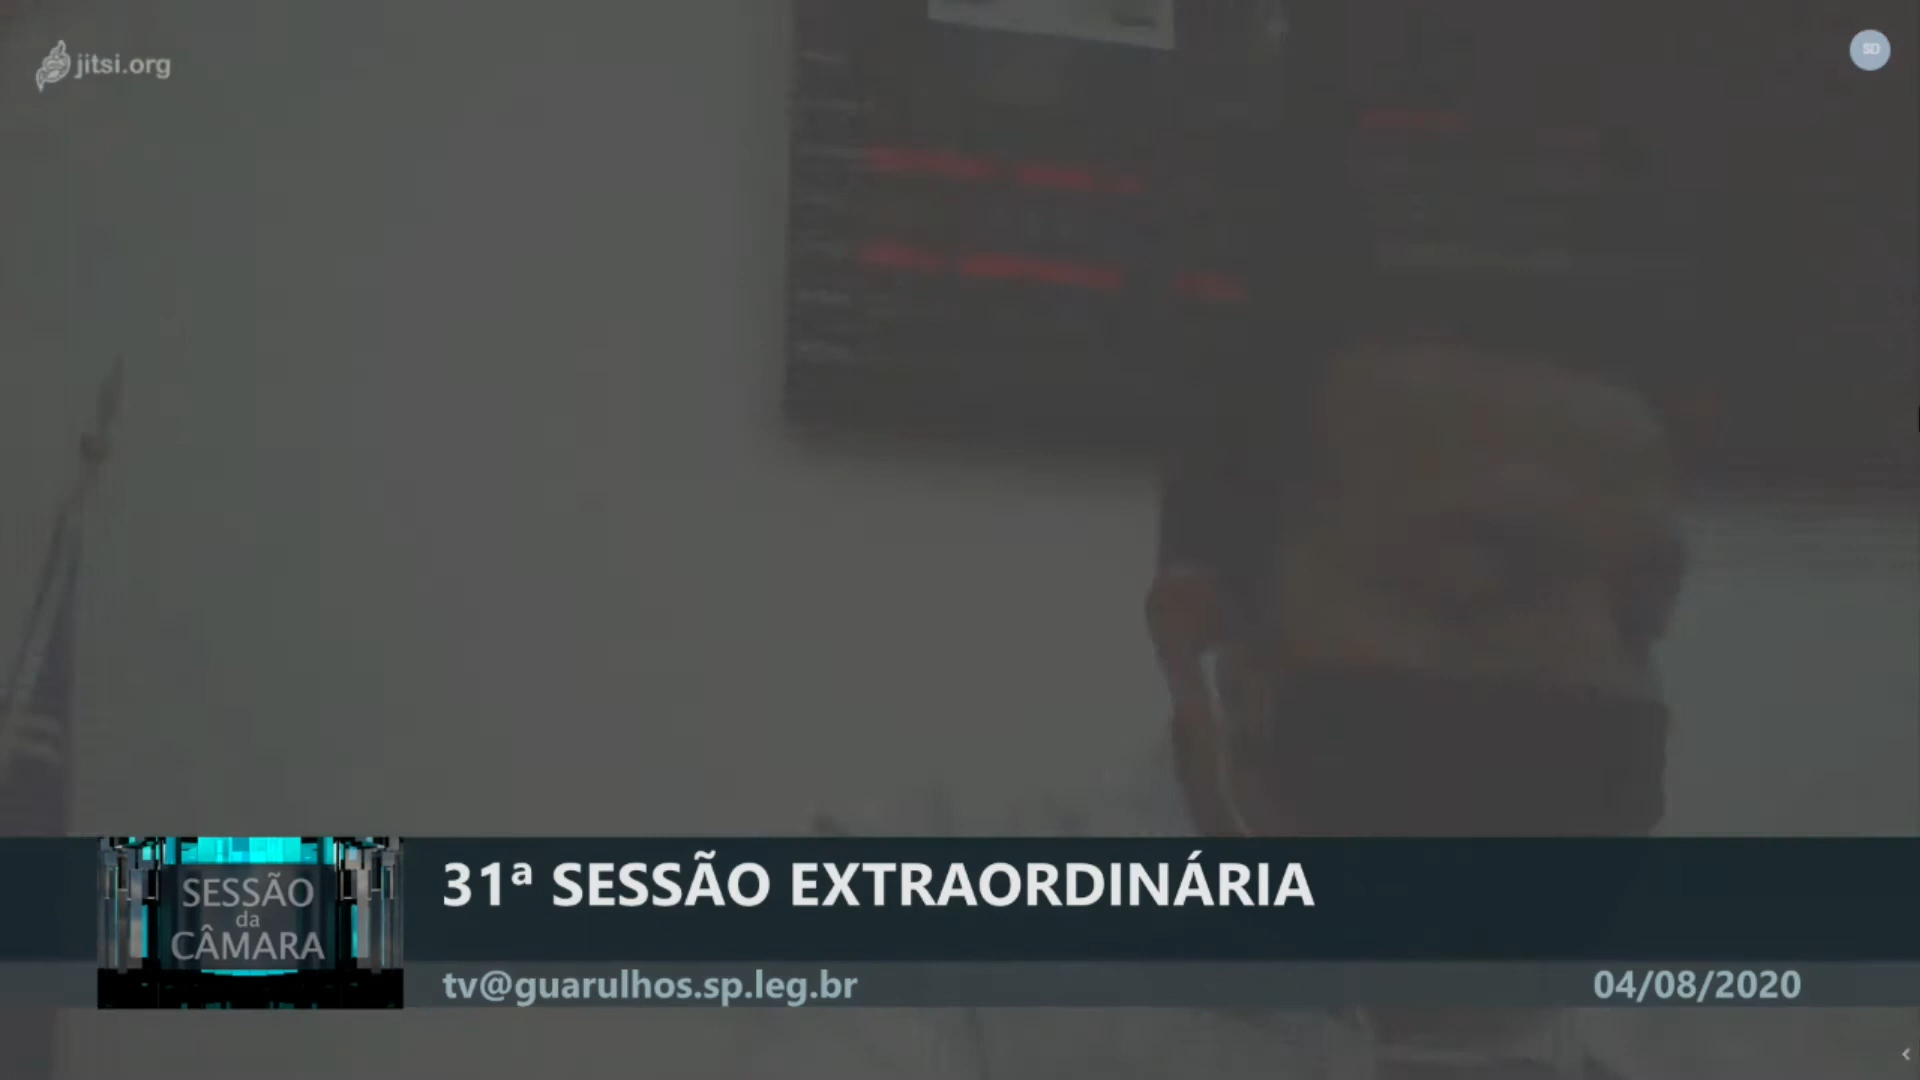 jitsi.org
SD
31ª SESSÃO EXTRAORDINÁRIA
SESSÃO
da
CÂMARA
tv@guarulhos.sp.leg.br
04/08/2020